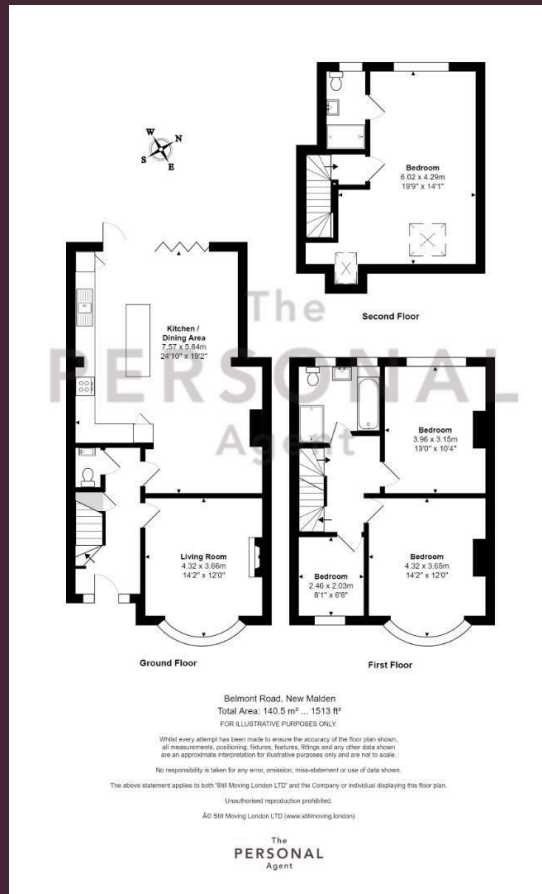 W
N
S
E
Bedroom
6.02 x 4.29m
19'9" x 14'1"
Second Floor
Kitchen /
Dining Area
7.57 x 5.84m
24'10" x 19'2"
The
PERSONAL
Agent
Bedroom
3.96 x 3.15m
13'0" x 10'4"
Living Room
4.32 x 3.66m
14'2" x 12'0"
Bedroom
4.32 x 3.65m
14'2" x 12'0"
Bedroom
2.46 x 2.03m
8'1" x 6'8"
Ground Floor
First Floor
Belmont Road, New Malden
Total Area: 140.5 m² ... 1513 ft²
FOR ILLUSTRATIVE PURPOSES ONLY.
Whilst every attempt has been made to ensure the accuracy of the floor plan shown,
all measurements, positioning, fixtures, features, fittings and any other data shown
are an approximate interpretation for illustrative purposes only and are not to scale.
No responsibility is taken for any error, omission, miss-statement or use of data shown.
The above statement applies to both 'Still Moving London LTD' and the Company or individual displaying this floor plan.
Unauthorised reproduction prohibited.
Â© Still Moving London LTD (www.stillmoving.london)
The
PERSONAL
Agent